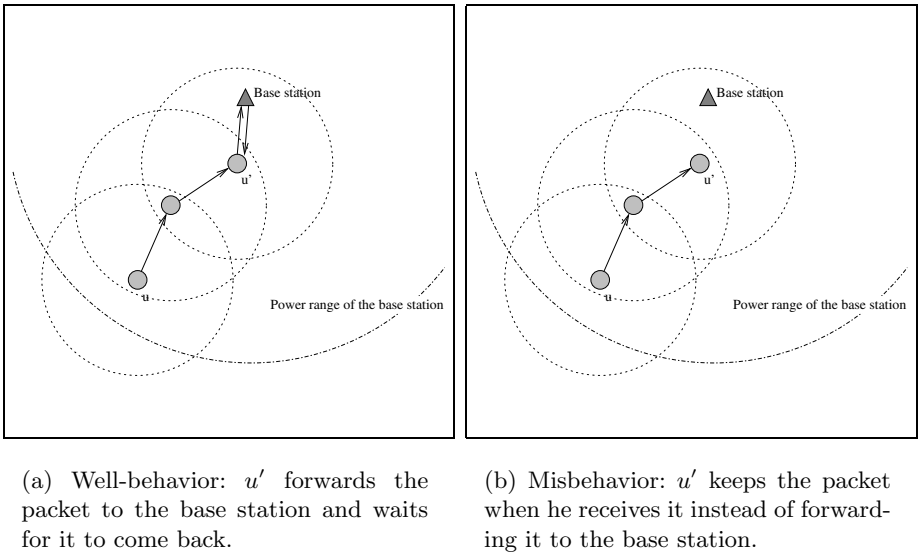 Base station
u'
u
Power range of the base station
Base station
u'
u
Power range of the base station
(a) Well-behavior: u′ forwards the
packet to the base station and waits
for it to come back.
(b) Misbehavior: u′ keeps the packet
when he receives it instead of forward-
ing it to the base station.